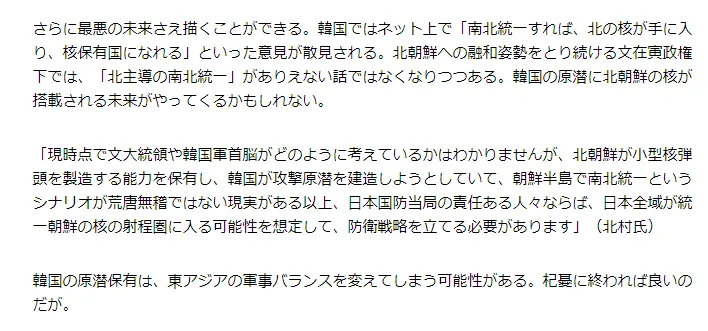 さらに最悪の未来さえ描くことができる。韓国ではネット上で「南北統一すれば、北の核が手に入
り、核保有国になれる」といった意見が散見される。北朝鮮への融和姿勢をとり続ける文在寅政権
下では、「北主導の南北統一」がありえない話ではなくなりつつある。韓国の原潜に北朝鮮の核が
搭載される未来がやってくるかもしれない。
「現時点で文大統領や韓国軍首脳がどのように考えているかはわかりませんが、北朝鮮が小型核弾
頭を製造する能力を保有し、韓国が攻撃原潜を建造しようとしていて、朝鮮半島で南北統一という
シナリオが荒唐無稽ではない現実がある以上、日本国防当局の責任ある人々ならば、日本全域が統
一朝鮮の核の射程圏に入る可能性を想定して、防衛戦略を立てる必要があります」（北村氏）
韓国の原潜保有は、東アジアの軍事バランスを変えてしまう可能性がある。杞憂に終われば良いの
だが。